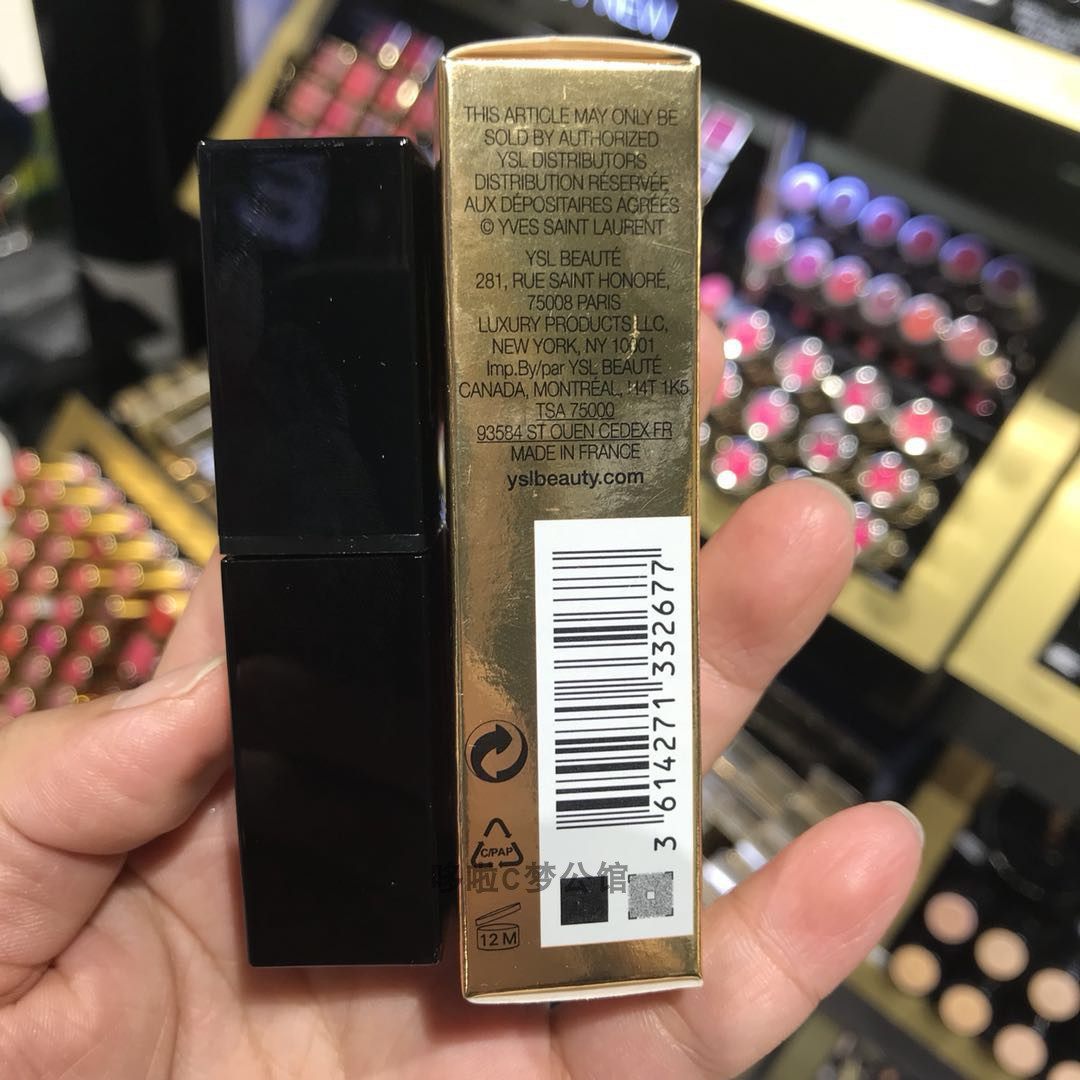 NEW
THIS ARTICLE MAY ONLY BE
SOLD BY AUTHORIZED
YSL DISTRIBUTORS
DISTRIBUTION RÉSERVÉE
AUX DÉPOSITAIRES AGRÉÉS
© YVES SAINT LAURENT
YSL BEAUTÉ
281, RUE SAINT HONORÉ,
75008 PARIS
LUXURY PRODUCTS LLC,
NEW YORK, NY 10001
Imp.By/par YSL BEAUTÉ
CANADA, MONTRÉAL, H4T 1K5
TSA 75000
93584 ST OUEN CEDEX FR
MADE IN FRANCE
yslbeauty.com
3 614271 332677
C/PAP
哆啦C梦公馆
12 M